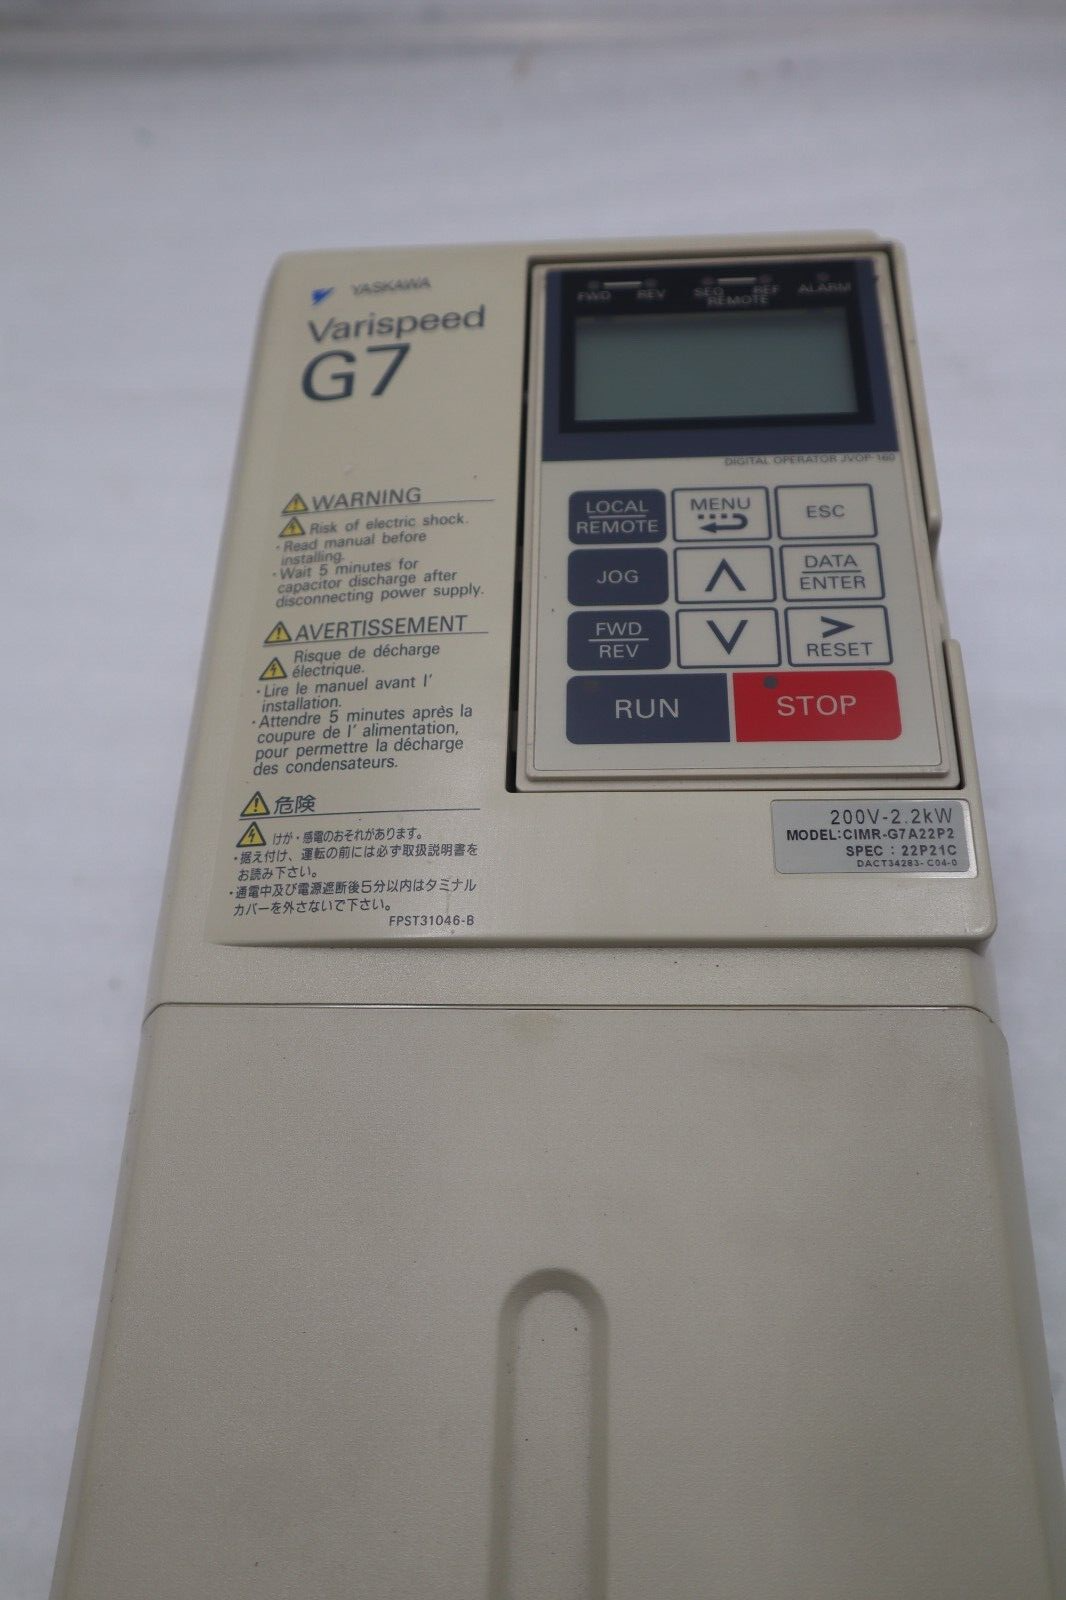 YASKAWA
Varispeed
G7
FWD REV SEQ REF ALARM
REMOTE
DIGITAL OPERATOR JVOP-160
LOCAL
REMOTE
MENU
ESC
JOG
DATA
ENTER
FWD
REV
RESET
RUN
STOP
WARNING
Risk of electric shock.
・Read manual before
installing.
・Wait 5 minutes for
capacitor discharge after
disconnecting power supply.
AVERTISSEMENT
Risque de décharge
électrique.
・Lire le manuel avant l'
installation.
・Attendre 5 minutes après la
coupure de l' alimentation,
pour permettre la décharge
des condensateurs.
危険
けが・感電のおそれがあります。
・据え付け、運転の前には必ず取扱説明書を
お読み下さい。
・通電中及び電源遮断後5分以内はタミナル
カバーを外さないで下さい。
FPST31046-B
200V-2.2kW
MODEL:CIMR-G7A22P2
SPEC : 22P21C
DACT34283- C04-0